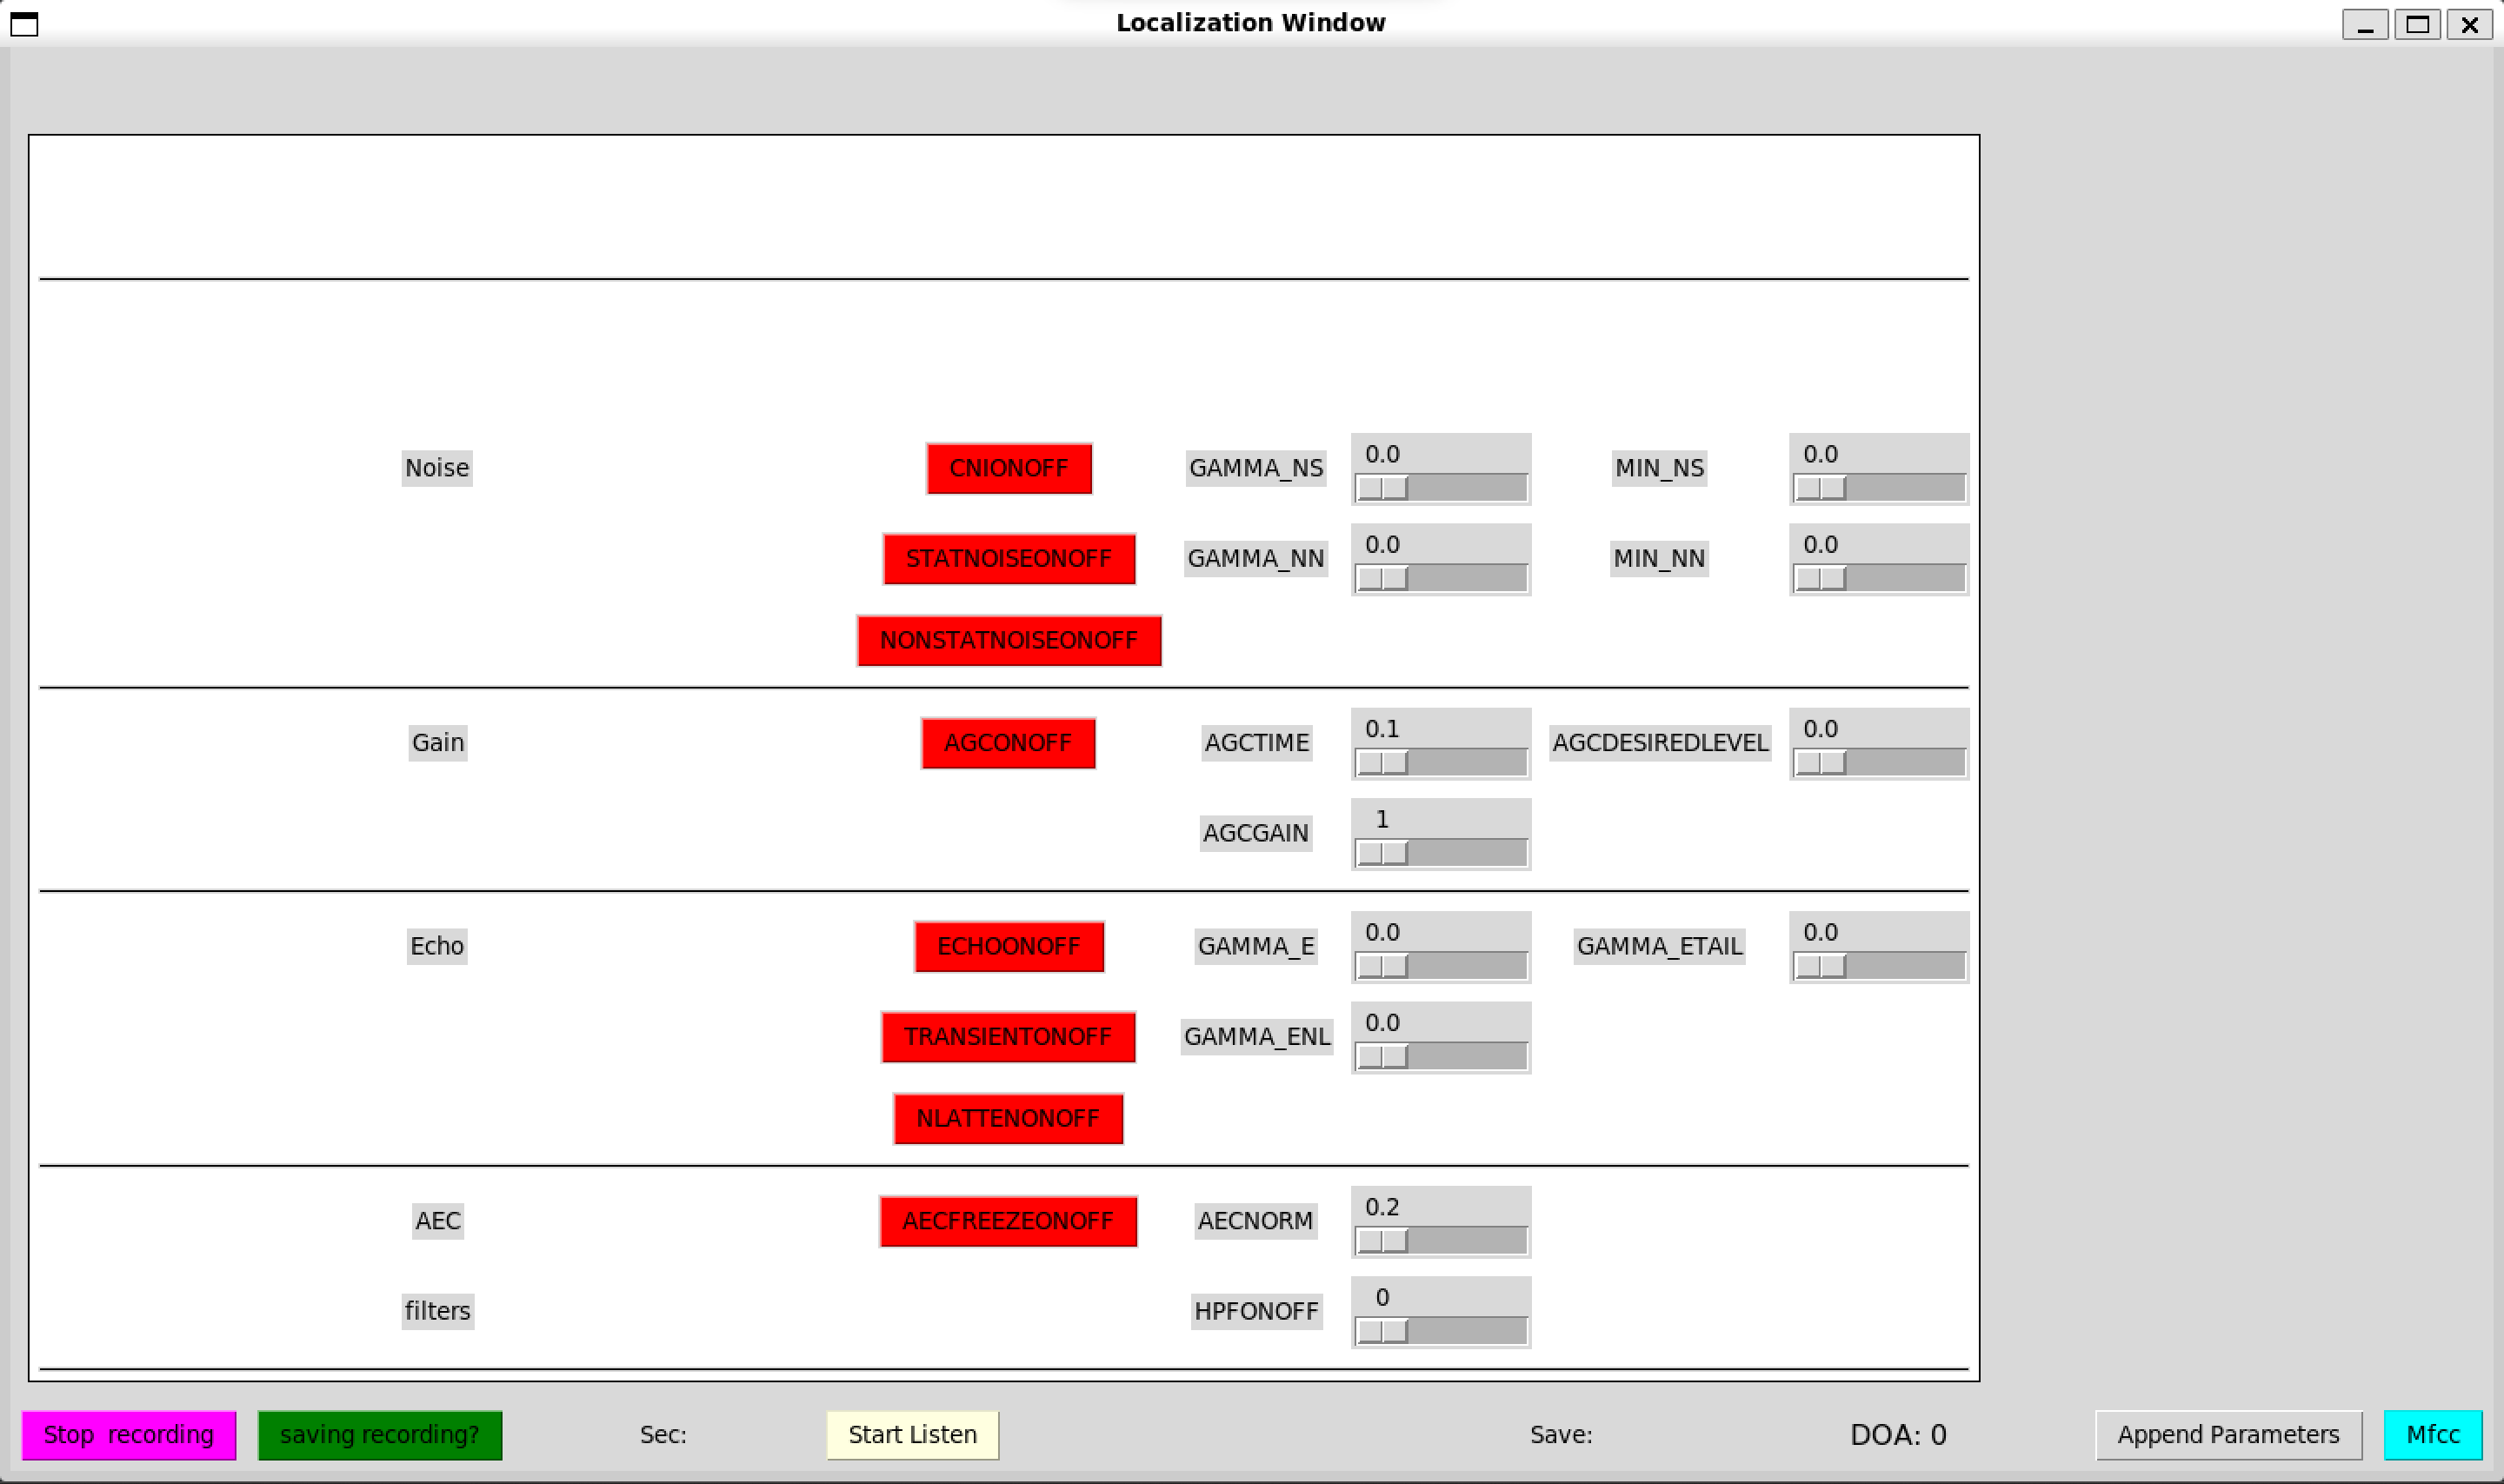 Localization Window
0.0 0.0
Noise CNIONOFF GAMMA_NS MIN_NS
0.0 0.0
STATNOISEONOFF GAMMA_NN MIN_NN
NONSTATNOISEONOFF
0.1 0.0
Gain AGCONOFF AGCTIME AGCDESIREDLEVEL
1
AGCGAIN
0.0 0.0
Echo ECHOONOFF GAMMA_E GAMMA_ETAIL
0.0
TRANSIENTONOFF GAMMA_ENL
NLATTENONOFF
0.2
AEC AECFREEZEONOFF AECNORM
0
filters HPFONOFF
Stop recording saving recording? Sec: Start Listen Save: DOA: 0 Append Parameters Mfcc